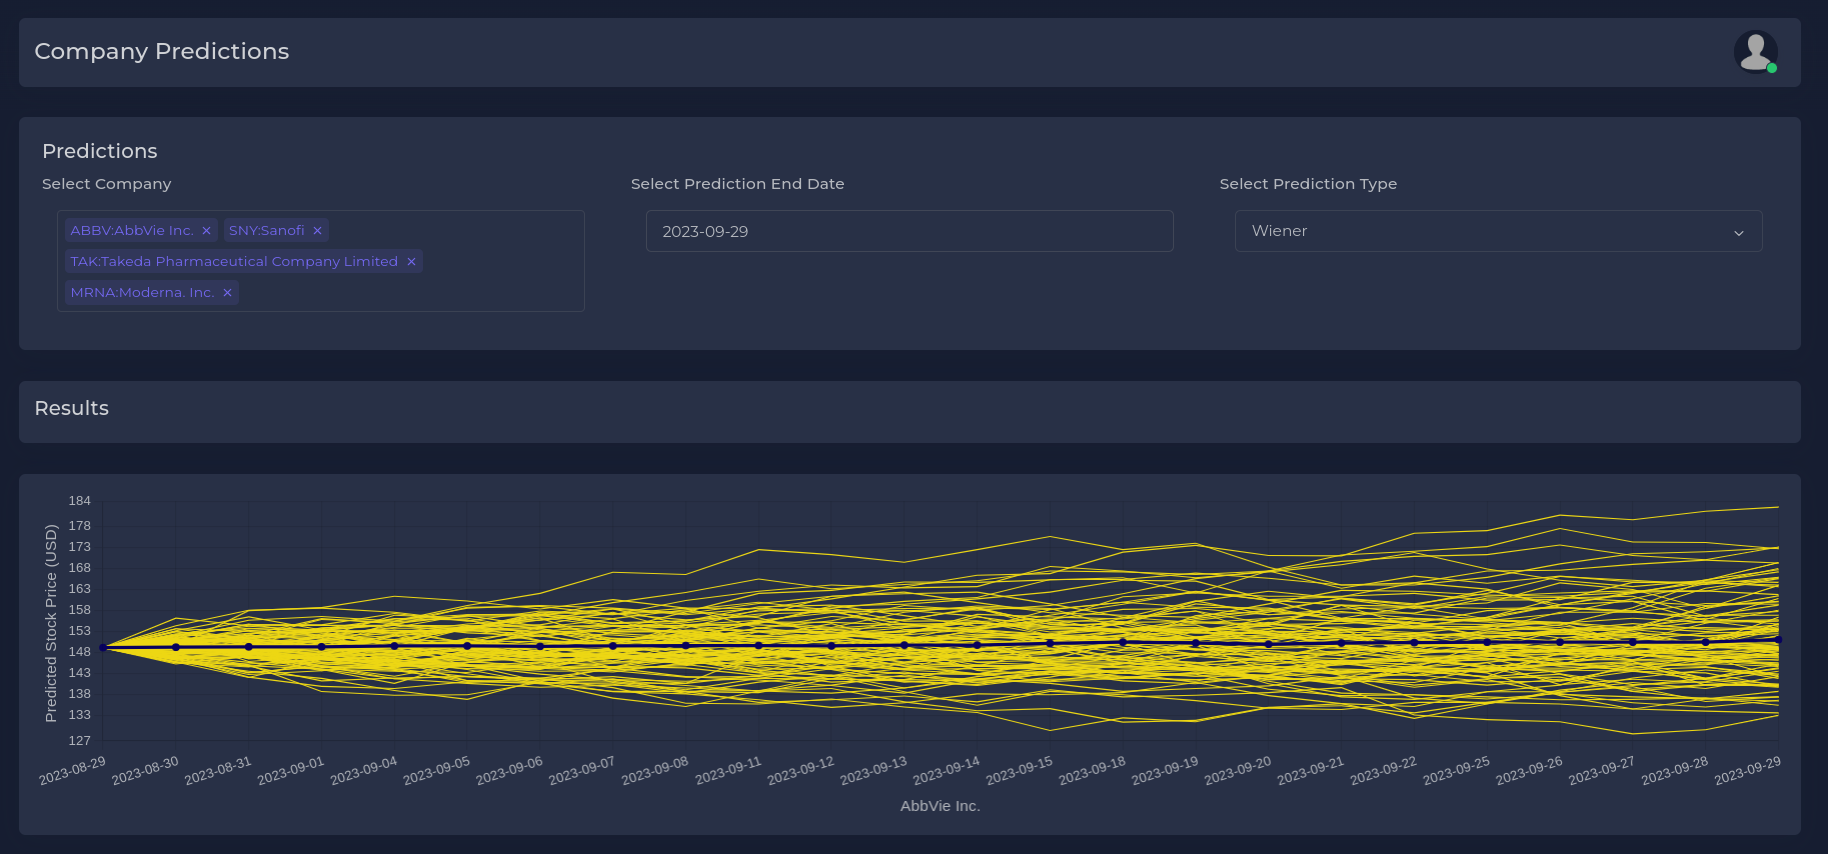 Company Predictions
Predictions
Select Company
Select Prediction End Date
Select Prediction Type
ABBV:AbbVie Inc. ×
SNY:Sanofi ×
TAK:Takeda Pharmaceutical Company Limited ×
MRNA:Moderna. Inc. ×
2023-09-29
Wiener
Results
Predicted Stock Price (USD)
184
178
173
168
163
158
153
148
143
138
133
127
2023-08-29
2023-08-30
2023-08-31
2023-09-01
2023-09-04
2023-09-05
2023-09-06
2023-09-07
2023-09-08
2023-09-11
2023-09-12
2023-09-13
2023-09-14
2023-09-15
2023-09-18
2023-09-19
2023-09-20
2023-09-21
2023-09-22
2023-09-25
2023-09-26
2023-09-27
2023-09-28
2023-09-29
AbbVie Inc.